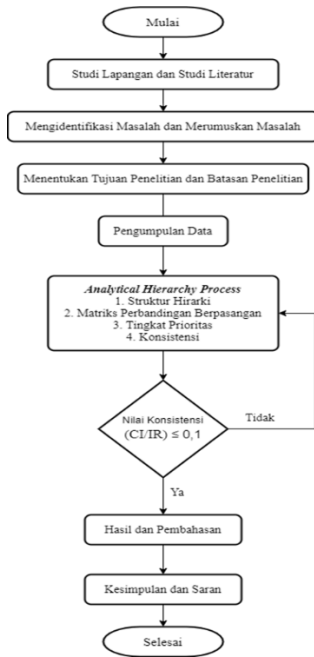 Mulai
Studi Lapangan dan Studi Literatur
Mengidentifikasi Masalah dan Merumuskan Masalah
Menentukan Tujuan Penelitian dan Batasan Penelitian
Pengumpulan Data
Analytical Hierarchy Process
1. Struktur Hirarki
2. Matriks Perbandingan Berpasangan
3. Tingkat Prioritas
4. Konsistensi
Nilai Konsistensi
(CI/IR) ≤ 0,1
Tidak
Ya
Hasil dan Pembahasan
Kesimpulan dan Saran
Selesai